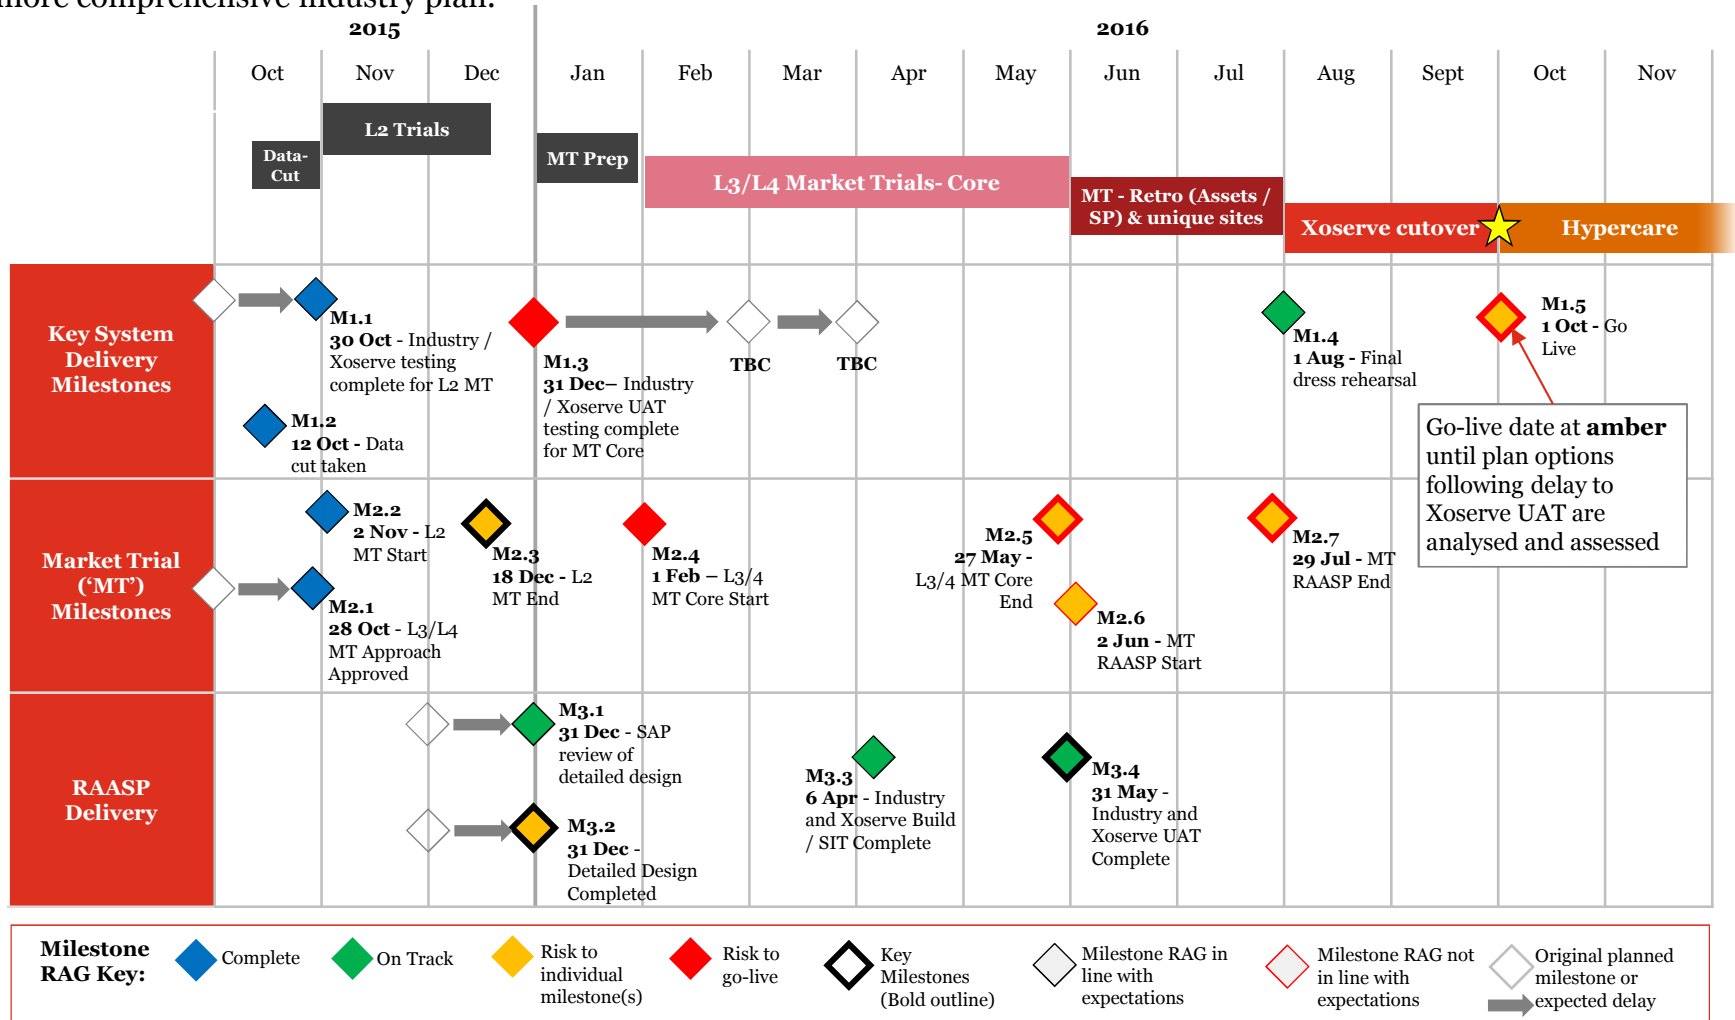 more comprehensive industry plan.
2015
2016
Oct
Nov
Dec
Jan
Feb
Mar
Apr
May
Jun
Jul
Aug
Sept
Oct
Nov
L2 Trials
Data-
Cut
MT Prep
L3/L4 Market Trials- Core
MT - Retro (Assets /
SP) & unique sites
Xoserve cutover
Hypercare
Key System
Delivery
Milestones
M1.1
30 Oct - Industry /
Xoserve testing
complete for L2 MT
M1.2
12 Oct - Data
cut taken
M1.3
31 Dec– Industry
/ Xoserve UAT
testing complete
for MT Core
TBC
TBC
M1.4
1 Aug - Final
dress rehearsal
M1.5
1 Oct - Go
Live
Go-live date at amber
until plan options
following delay to
Xoserve UAT are
analysed and assessed
Market Trial
(‘MT’)
Milestones
M2.2
2 Nov - L2
MT Start
M2.1
28 Oct - L3/L4
MT Approach
Approved
M2.3
18 Dec - L2
MT End
M2.4
1 Feb – L3/4
MT Core Start
M2.5
27 May -
L3/4 MT Core
End
M2.6
2 Jun - MT
RAASP Start
M2.7
29 Jul - MT
RAASP End
RAASP
Delivery
M3.1
31 Dec - SAP
review of
detailed design
M3.2
31 Dec -
Detailed Design
Completed
M3.3
6 Apr - Industry
and Xoserve Build
/ SIT Complete
M3.4
31 May -
Industry and
Xoserve UAT
Complete
Milestone
RAG Key:
Complete
On Track
Risk to
individual
milestone(s)
Risk to
go-live
Key
Milestones
(Bold outline)
Milestone RAG in
line with
expectations
Milestone RAG not
in line with
expectations
Original planned
milestone or
expected delay